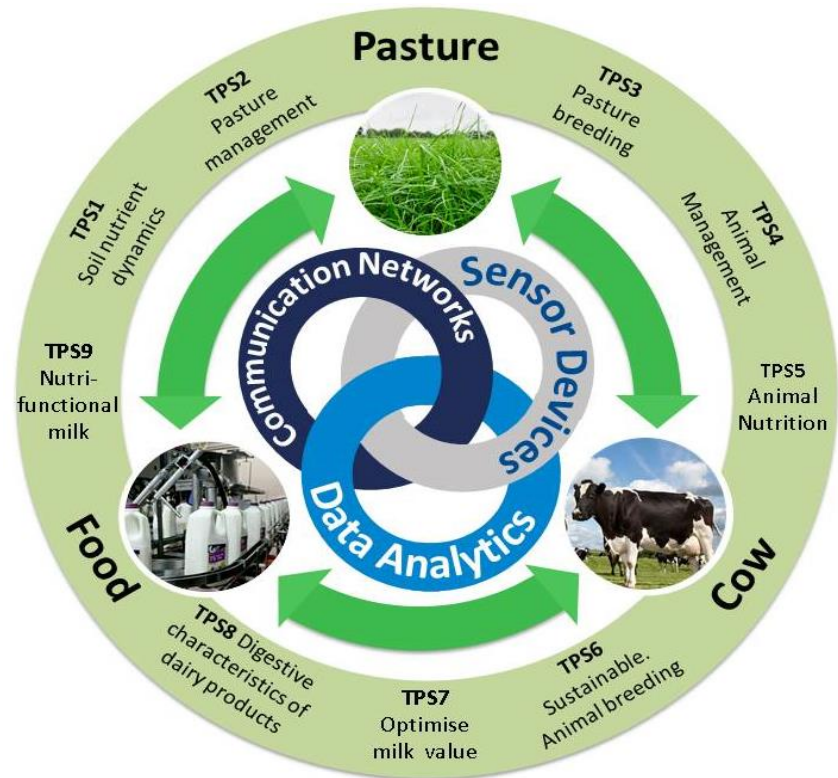 Pasture
TPS1
Soil nutrient
dynamics
TPS2
Pasture
management
TPS3
Pasture
breeding
TPS4
Animal
Management
TPS5
Animal
Nutrition
Cow
TPS6
Sustainable.
Animal breeding
TPS7
Optimise
milk value
TPS8 Digestive
characteristics of
dairy products
Food
TPS9
Nutri-
functional
milk
Communication Networks
Sensor Devices
Data Analytics